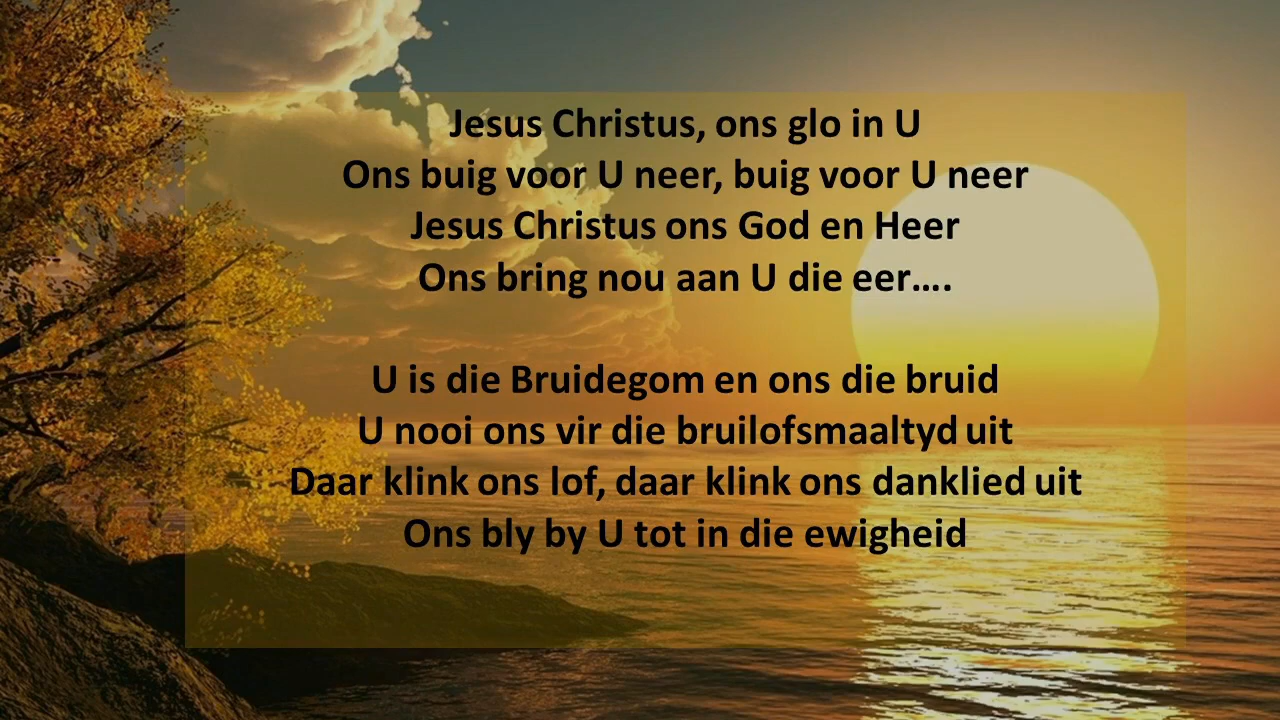 Jesus Christus, ons glo in U
Ons buig voor U neer, buig voor U neer
Jesus Christus ons God en Heer
Ons bring nou aan U die eer….
U is die Bruidegom en ons die bruid
U nooi ons vir die bruilofsmaaltyd uit
Daar klink ons lof, daar klink ons danklied uit
Ons bly by U tot in die ewigheid